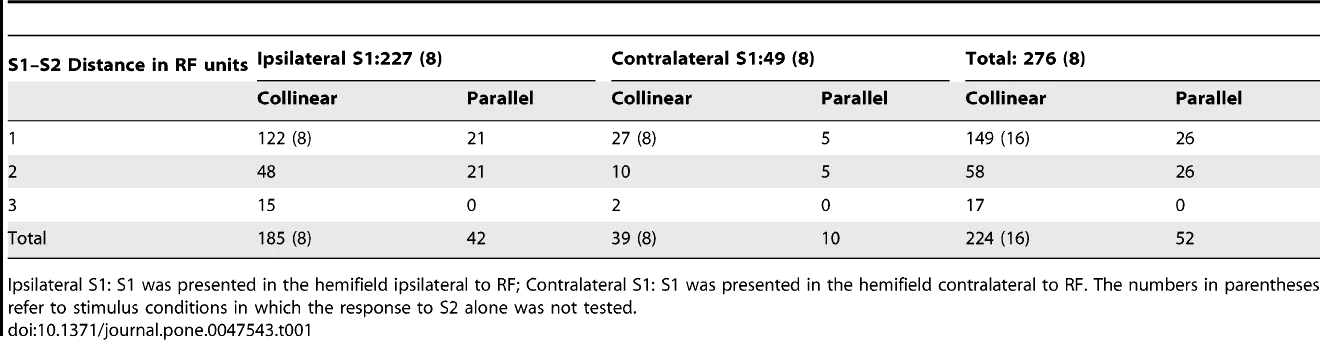 S1–S2 Distance in RF units Ipsilateral S1:227 (8) Contralateral S1:49 (8) Total: 276 (8)
Collinear Parallel Collinear Parallel Collinear Parallel
1 122 (8) 21 27 (8) 5 149 (16) 26
2 48 21 10 5 58 26
3 15 0 2 0 17 0
Total 185 (8) 42 39 (8) 10 224 (16) 52
Ipsilateral S1: S1 was presented in the hemifield ipsilateral to RF; Contralateral S1: S1 was presented in the hemifield contralateral to RF. The numbers in parentheses
refer to stimulus conditions in which the response to S2 alone was not tested.
doi:10.1371/journal.pone.0047543.t001